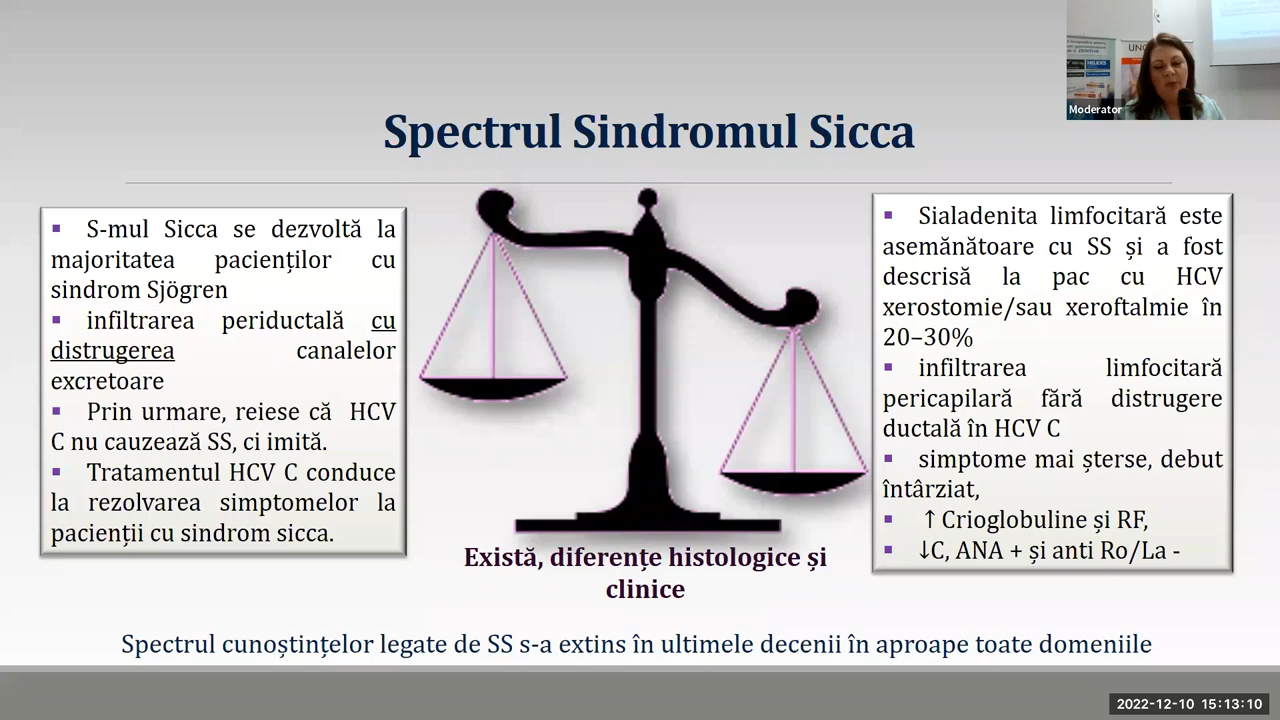 Moderator
UNO
Spectrul Sindromul Sicca
▪ S-mul Sicca se dezvoltă la
majoritatea pacienților cu
sindrom Sjögren
▪ infiltrarea periductală cu
distrugerea canalelor
excretoare
▪ Prin urmare, reiese că HCV
C nu cauzează SS, ci imită.
▪ Tratamentul HCV C conduce
la rezolvarea simptomelor la
pacienții cu sindrom sicca.
Există, diferențe histologice și
clinice
▪ Sialadenita limfocitară este
asemănătoare cu SS și a fost
descrisă la pac cu HCV
xerostomie/sau xeroftalmie în
20–30%
▪ infiltrarea limfocitară
pericapilară fără distrugere
ductală în HCV C
▪ simptome mai șterse, debut
întârziat,
▪ ↑ Crioglobuline și RF,
▪ ↓C, ANA + și anti Ro/La -
Spectrul cunoștințelor legate de SS s-a extins în ultimele decenii în aproape toate domeniile
2022-12-10 15:13:10